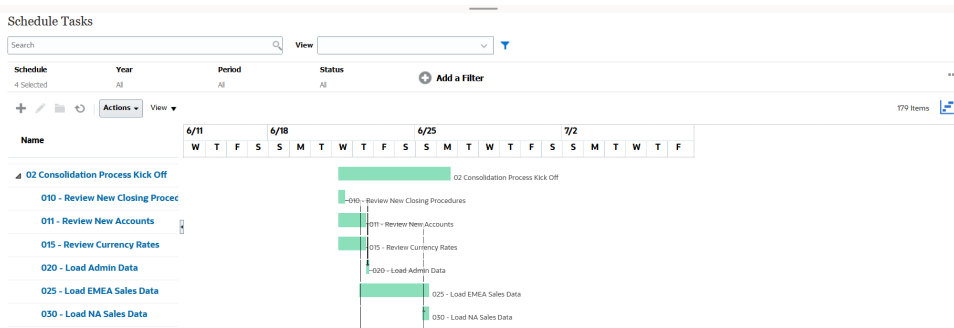 Schedule Tasks
Search
View
Schedule Year Period Status
4 Selected All All All
Add a Filter
Actions View
179 Items
Name
6/11 6/18 6/25 7/2
W T F S S M T W T F S S M T W T F S S M T W T F
02 Consolidation Process Kick Off
02 Consolidation Process Kick Off
010 - Review New Closing Proced
010 - Review New Closing Procedures
011 - Review New Accounts
011 - Review New Accounts
015 - Review Currency Rates
015 - Review Currency Rates
020 - Load Admin Data
020 - Load Admin Data
025 - Load EMEA Sales Data
025 - Load EMEA Sales Data
030 - Load NA Sales Data
030 - Load NA Sales Data